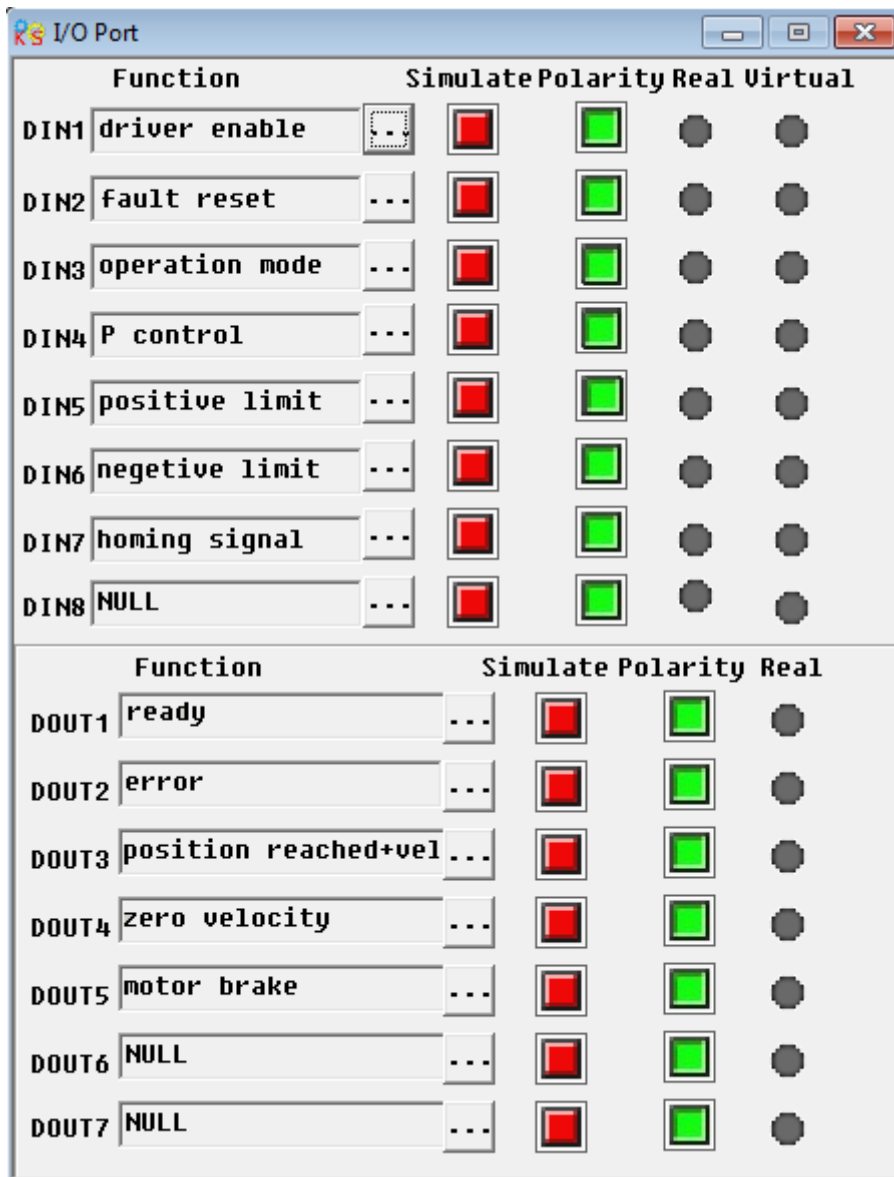 KS I/O Port
Function Simulate Polarity Real Virtual
DIN1 driver enable ...
DIN2 fault reset ...
DIN3 operation mode ...
DIN4 P control ...
DIN5 positive limit ...
DIN6 negetive limit ...
DIN7 homing signal ...
DIN8 NULL ...
Function Simulate Polarity Real
DOUT1 ready ...
DOUT2 error ...
DOUT3 position reached+vel ...
DOUT4 zero velocity ...
DOUT5 motor brake ...
DOUT6 NULL ...
DOUT7 NULL ...